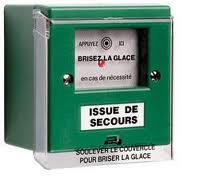 APPUYEZ ICI
BRISEZ LA GLACE
en cas de nécessité
ISSUE DE
SECOURS
SOULEVER LE COUVERCLE
POUR BRISER LA GLACE